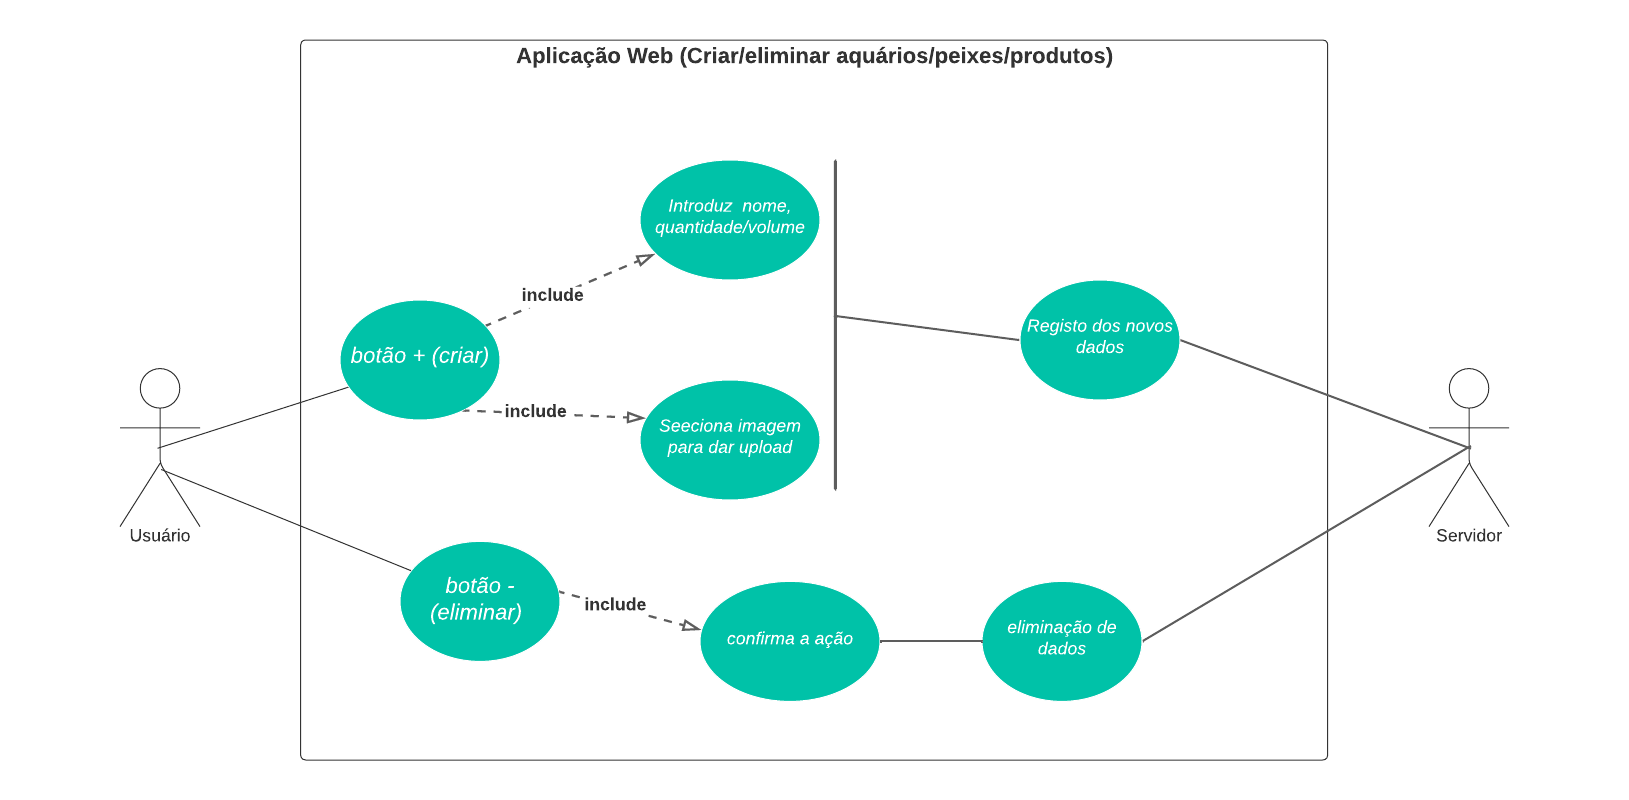 Aplicação Web (Criar/eliminar aquários/peixes/produtos)
Introduz  nome,
quantidade/volume
include
botão + (criar)
Registo dos novos
dados
include
Seeciona imagem
para dar upload
Usuário
Servidor
botão -
(eliminar)
include
confirma a ação
eliminação de
dados